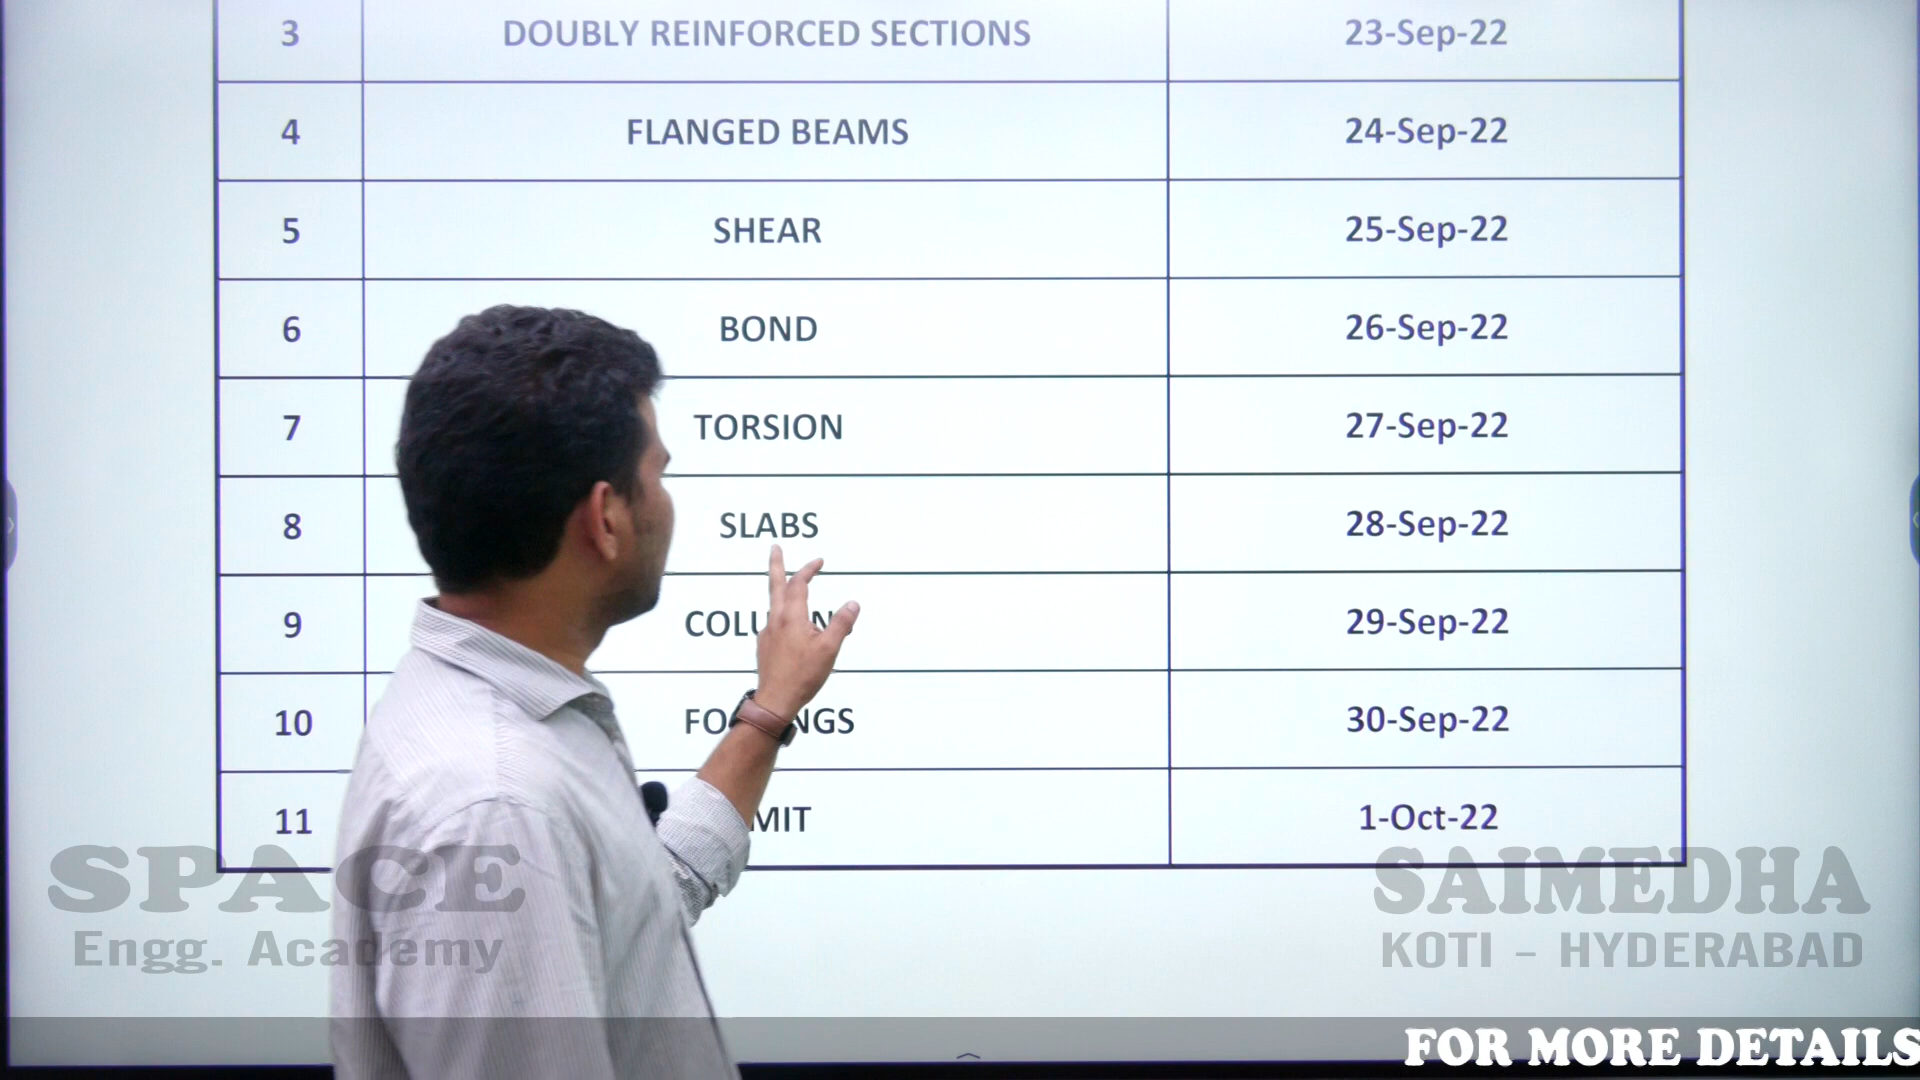 3 DOUBLY REINFORCED SECTIONS 23-Sep-22
4 FLANGED BEAMS 24-Sep-22
5 SHEAR 25-Sep-22
6 BOND 26-Sep-22
7 TORSION 27-Sep-22
8 SLABS 28-Sep-22
9 29-Sep-22
10 30-Sep-22
11 1-Oct-22
SPACE
Engg. Academy
SAIMEDHA
KOTI – HYDERABAD
FOR MORE DETAILS